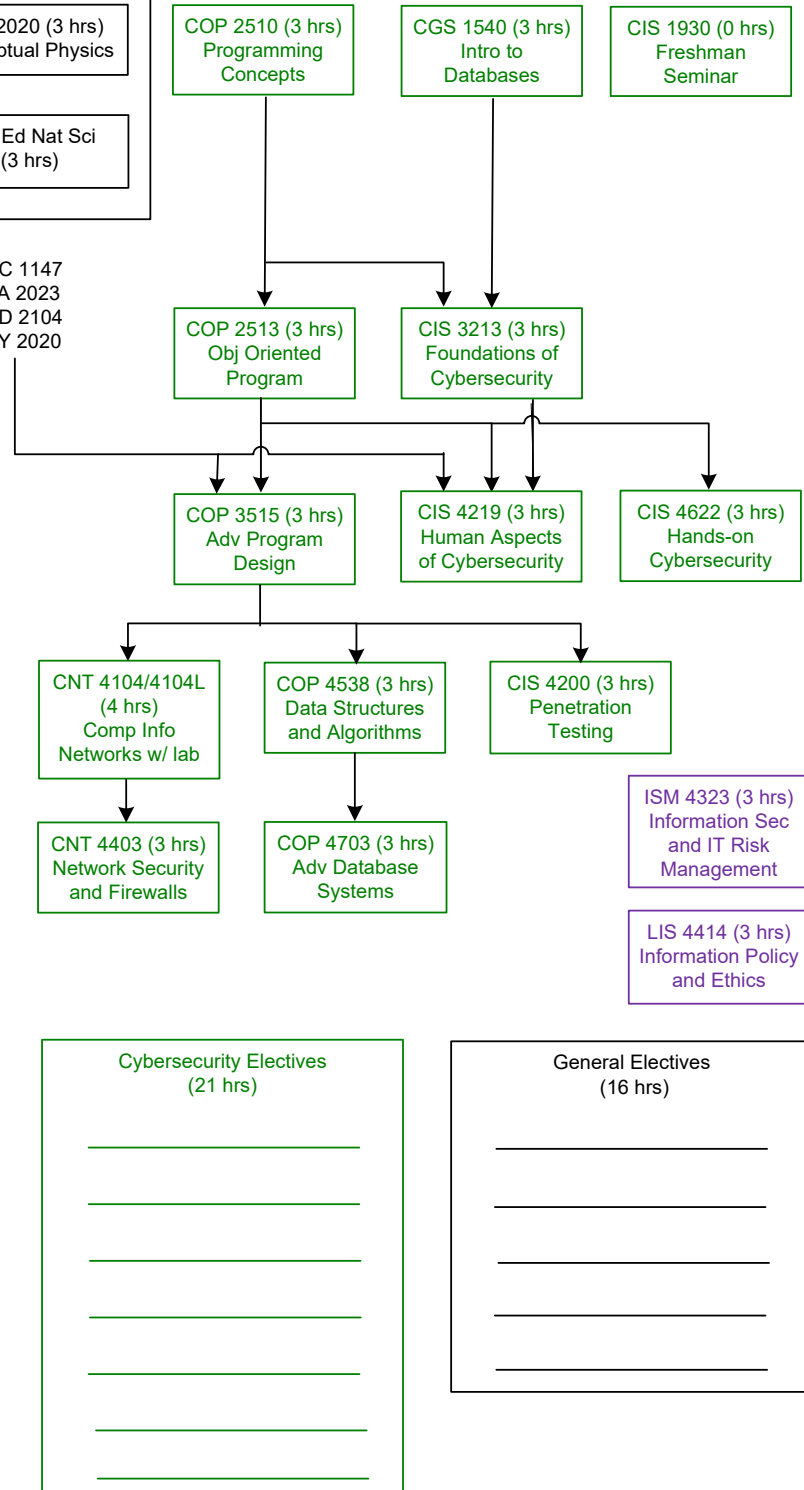 2020 (3 hrs)
otual Physics
Ed Nat Sci
(3 hrs)
COP 2510 (3 hrs)
Programming
Concepts
CGS 1540 (3 hrs)
Intro to
Databases
CIS 1930 (0 hrs)
Freshman
Seminar
C 1147
A 2023
D 2104
Y 2020
COP 2513 (3 hrs)
Obj Oriented
Program
CIS 3213 (3 hrs)
Foundations of
Cybersecurity
COP 3515 (3 hrs)
Adv Program
Design
CIS 4219 (3 hrs)
Human Aspects
of Cybersecurity
CIS 4622 (3 hrs)
Hands-on
Cybersecurity
CNT 4104/4104L
(4 hrs)
Comp Info
Networks w/ lab
COP 4538 (3 hrs)
Data Structures
and Algorithms
CIS 4200 (3 hrs)
Penetration
Testing
ISM 4323 (3 hrs)
Information Sec
and IT Risk
Management
CNT 4403 (3 hrs)
Network Security
and Firewalls
COP 4703 (3 hrs)
Adv Database
Systems
LIS 4414 (3 hrs)
Information Policy
and Ethics
Cybersecurity Electives
(21 hrs)
General Electives
(16 hrs)